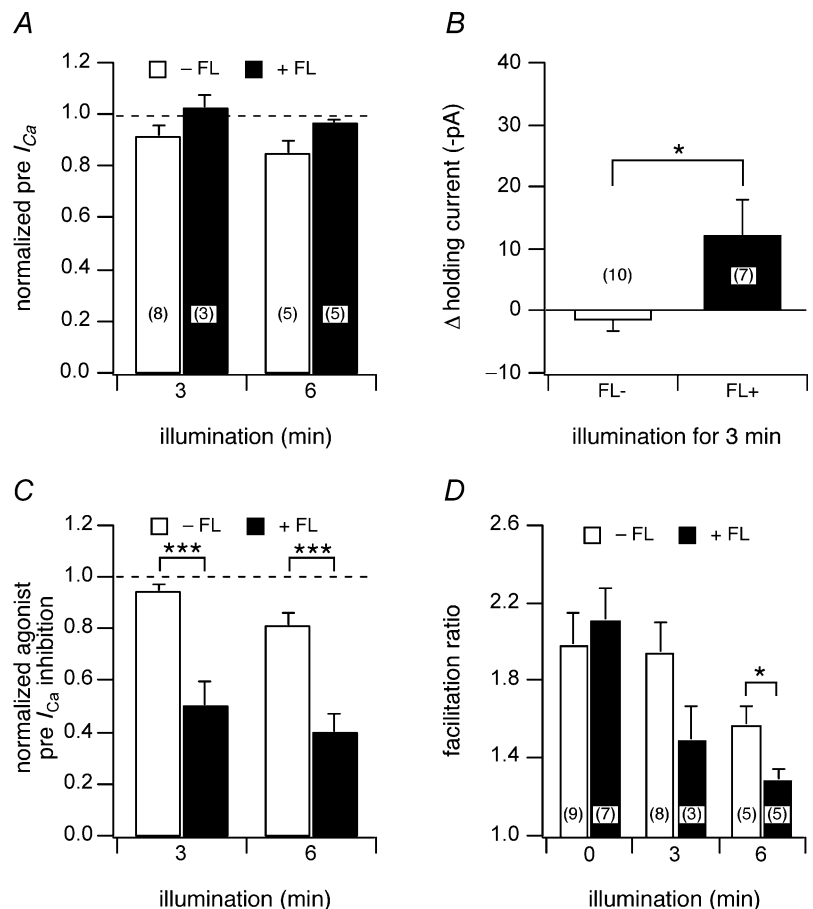 A
– FL + FL
normalized pre ICa
1.2
1.0
0.8
0.6
0.4
0.2
0.0
(8) (3) (5) (5)
3 6
illumination (min)
B
Δ holding current (-pA)
40
30
20
10
0
–10
*
(10) (7)
FL- FL+
illumination for 3 min
C
– FL + FL
normalized agonist
pre ICa inhibition
1.2
1.0
0.8
0.6
0.4
0.2
0.0
*** ***
3 6
illumination (min)
D
– FL + FL
facilitation ratio
2.6
2.2
1.8
1.4
1.0
*
(9) (7) (8) (3) (5) (5)
0 3 6
illumination (min)